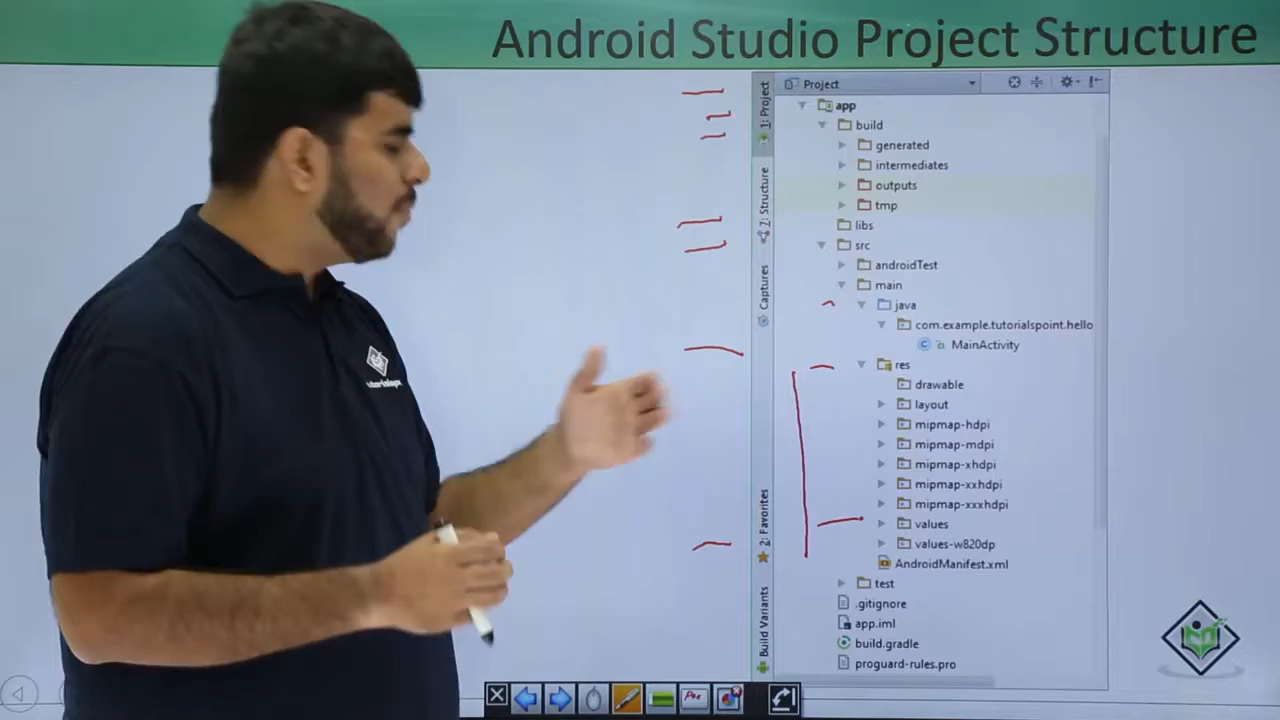 Android Studio Project Structure
Project
1: Project
app
build
generated
intermediates
outputs
tmp
7: Structure
libs
src
androidTest
Captures
main
java
com.example.tutorialspoint.hello
MainActivity
res
drawable
layout
mipmap-hdpi
mipmap-mdpi
mipmap-xhdpi
mipmap-xxhdpi
mipmap-xxxhdpi
2: Favorites
values
values-w820dp
AndroidManifest.xml
test
.gitignore
Build Variants
app.iml
build.gradle
proguard-rules.pro